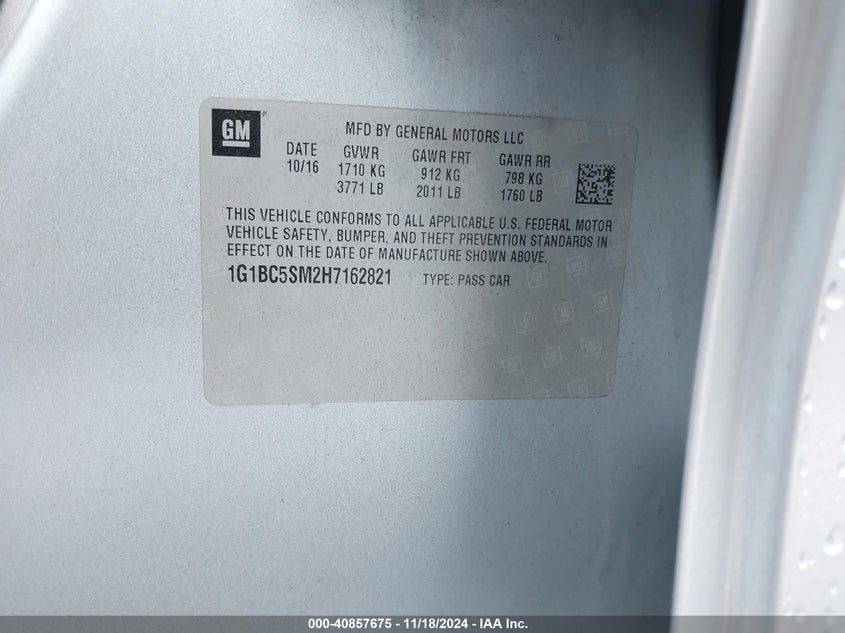 GM ®
MFD BY GENERAL MOTORS LLC
DATE GVWR GAWR FRT GAWR RR
10/16 1710 KG 912 KG 798 KG
3771 LB 2011 LB 1760 LB
THIS VEHICLE CONFORMS TO ALL APPLICABLE U.S. FEDERAL MOTOR
VEHICLE SAFETY, BUMPER, AND THEFT PREVENTION STANDARDS IN
EFFECT ON THE DATE OF MANUFACTURE SHOWN ABOVE.
1G1BC5SM2H7162821 TYPE: PASS CAR
000-40857675 - 11/18/2024 - IAA Inc.